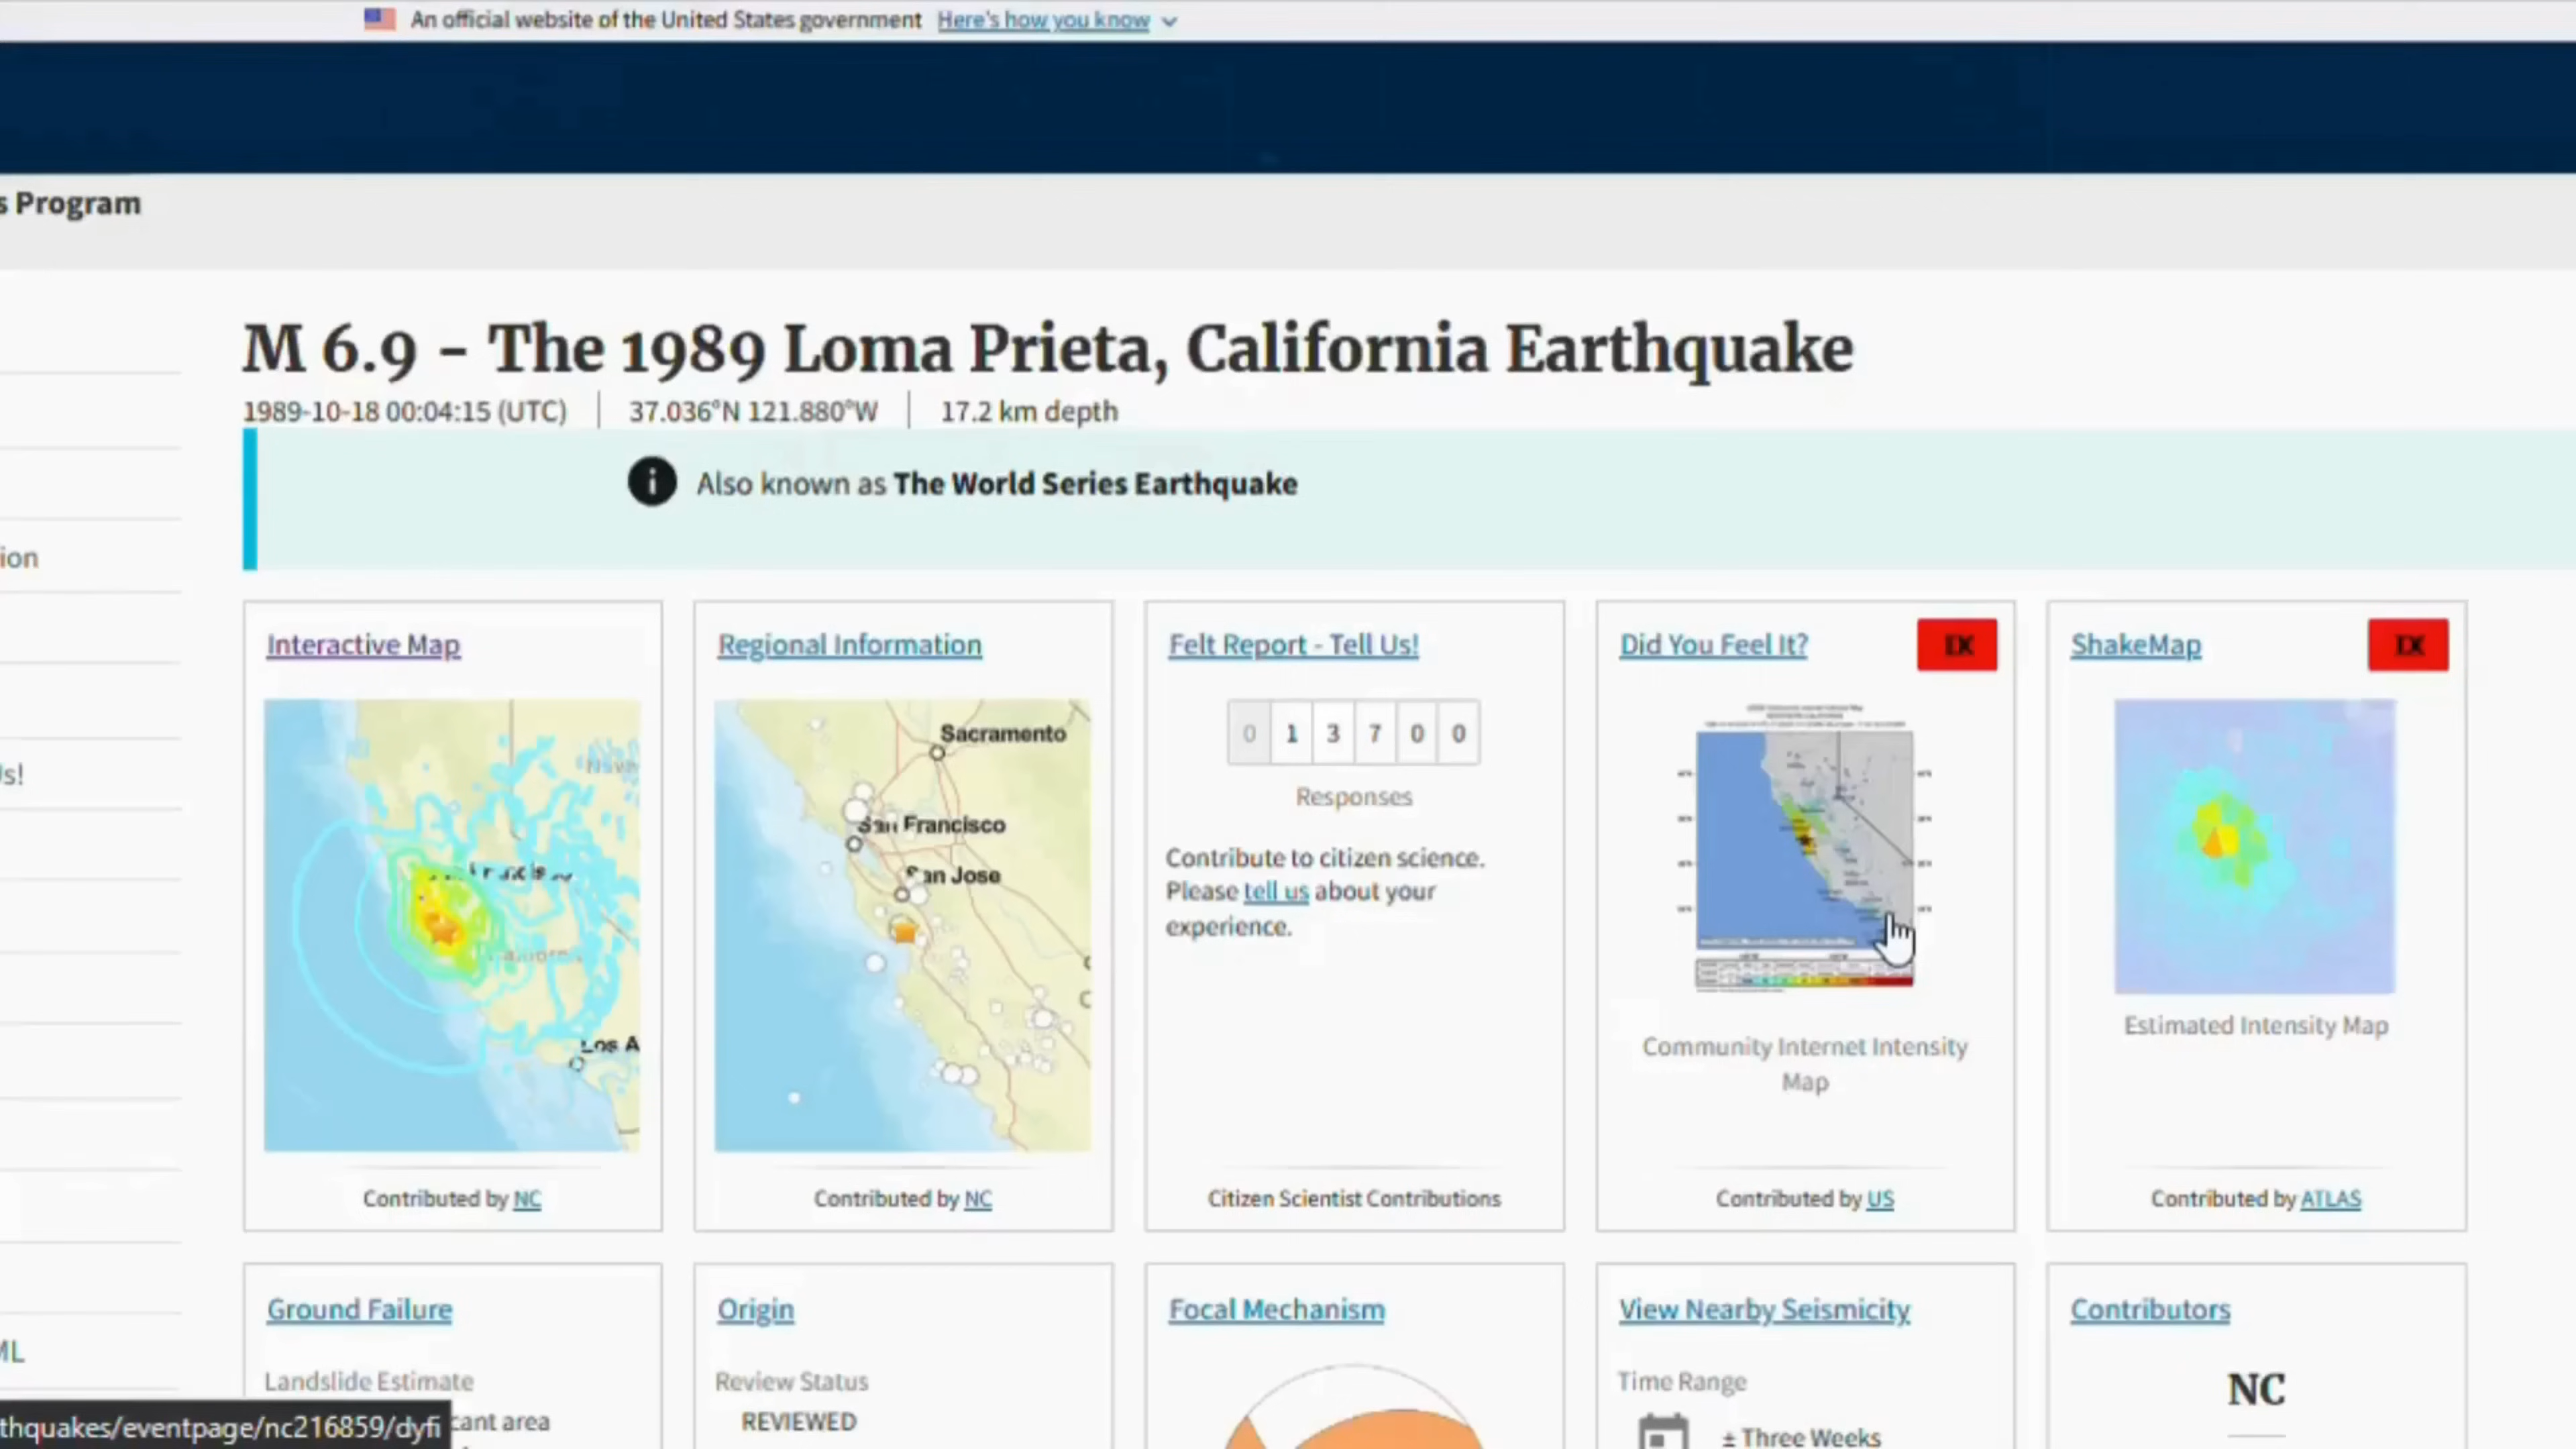 An official website of the United States government Here's how you know
s Program
M 6.9 - The 1989 Loma Prieta, California Earthquake
1989-10-18 00:04:15 (UTC) 37.036°N 121.880°W 17.2 km depth
i Also known as The World Series Earthquake
ion
s!
ML
Interactive Map
Los A
Contributed by NC
Regional Information
Sacramento
San Francisco
San Jose
Contributed by NC
Felt Report - Tell Us!
0 1 3 7 0 0
Responses
Contribute to citizen science.
Please tell us about your
experience.
Citizen Scientist Contributions
Did You Feel It? IX
Community Internet Intensity
Map
Contributed by US
ShakeMap IX
Estimated Intensity Map
Contributed by ATLAS
Ground Failure
Landslide Estimate
cant area
Origin
Review Status
REVIEWED
Focal Mechanism
View Nearby Seismicity
Time Range
± Three Weeks
Contributors
NC
thquakes/eventpage/nc216859/dyfi